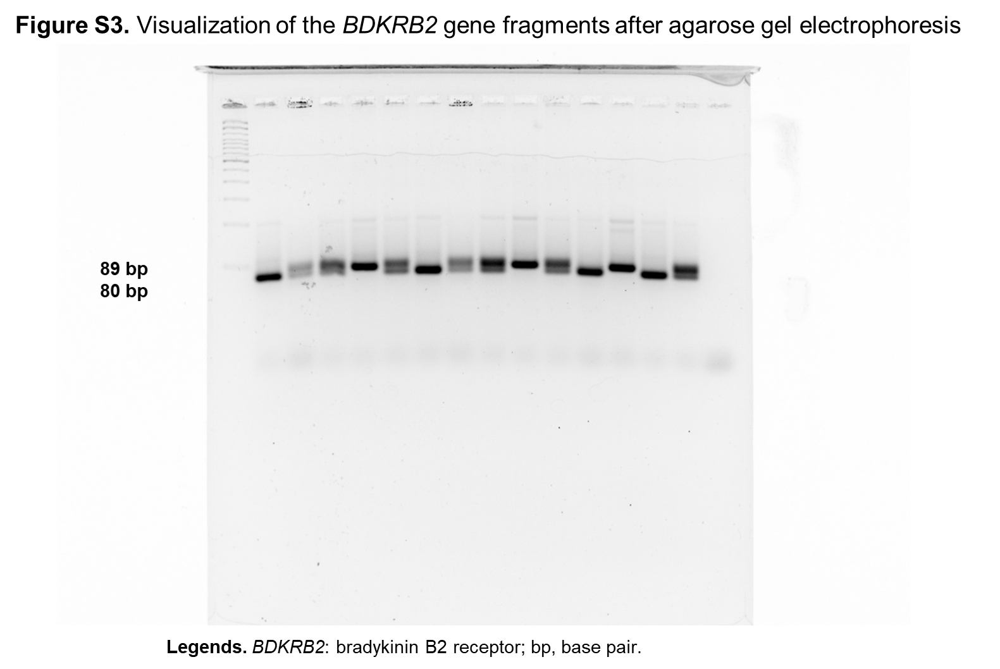 Figure S3. Visualization of the BDKRB2 gene fragments after agarose gel electrophoresis
89 bp
80 bp
Legends. BDKRB2: bradykinin B2 receptor; bp, base pair.